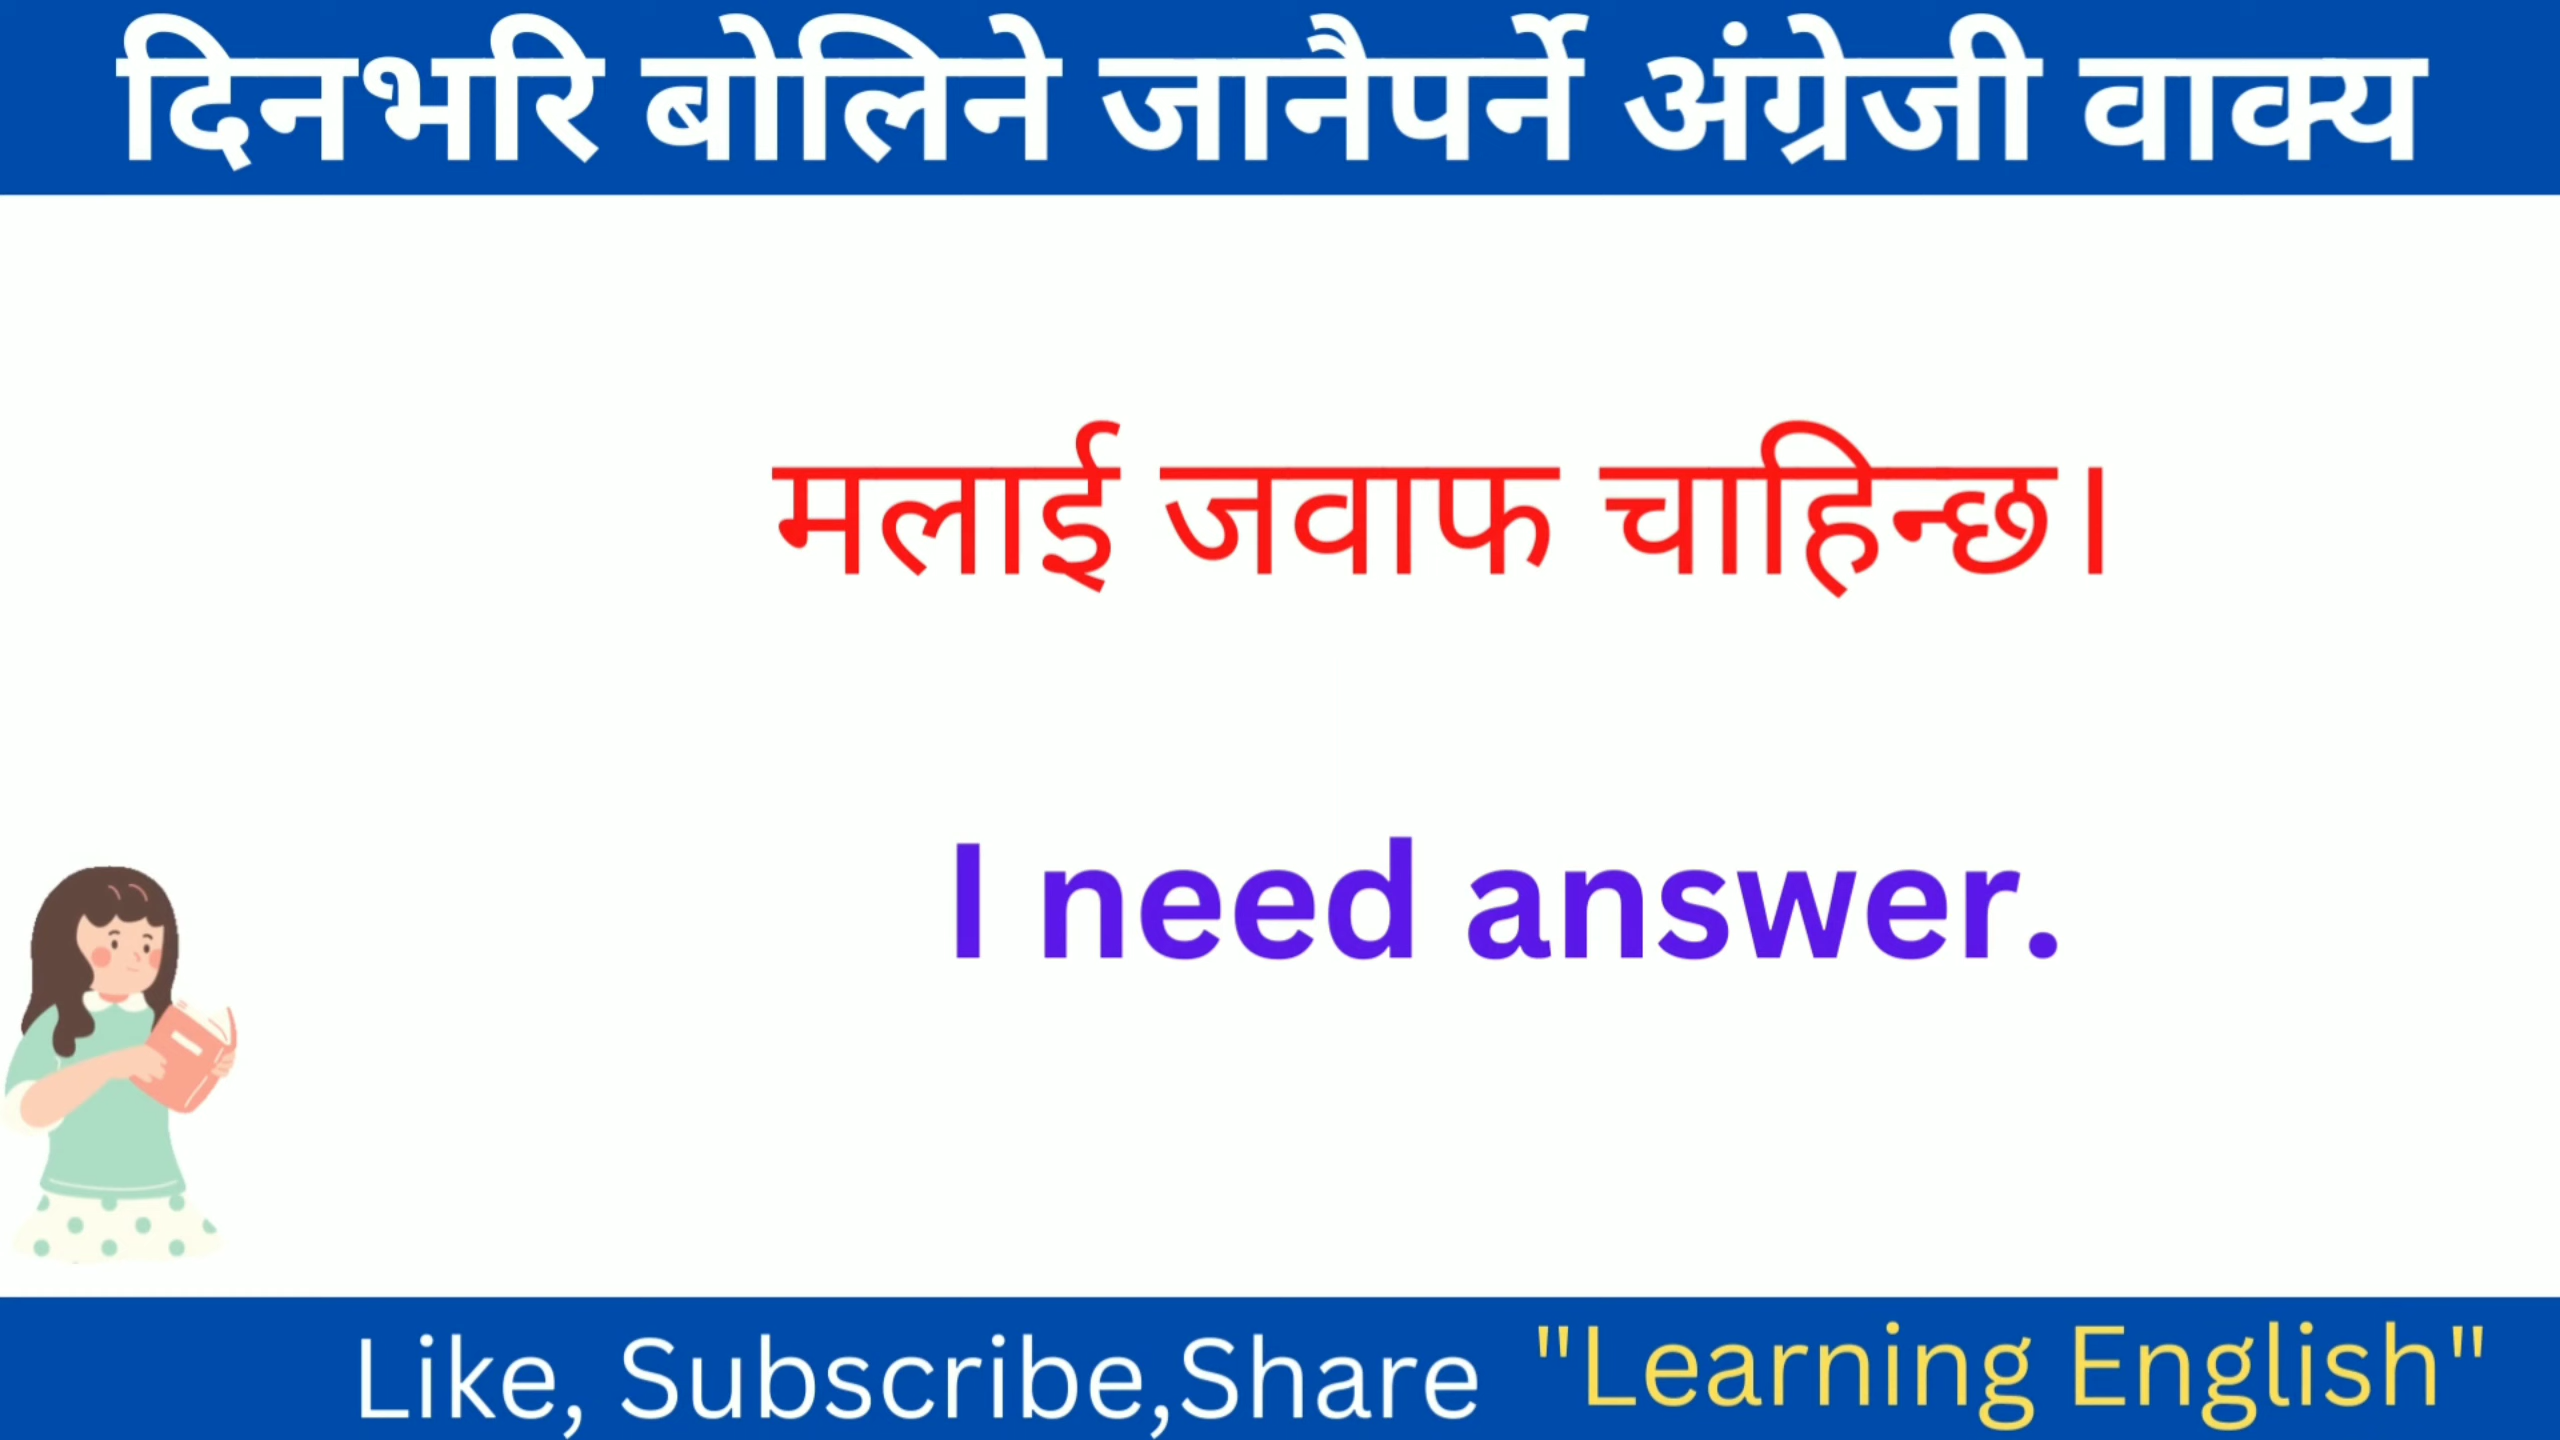 दिनभरि बोलिने जानैपर्ने अंग्रेजी वाक्य
मलाई जवाफ चाहिन्छ।
I need answer.
Like, Subscribe,Share "Learning English"